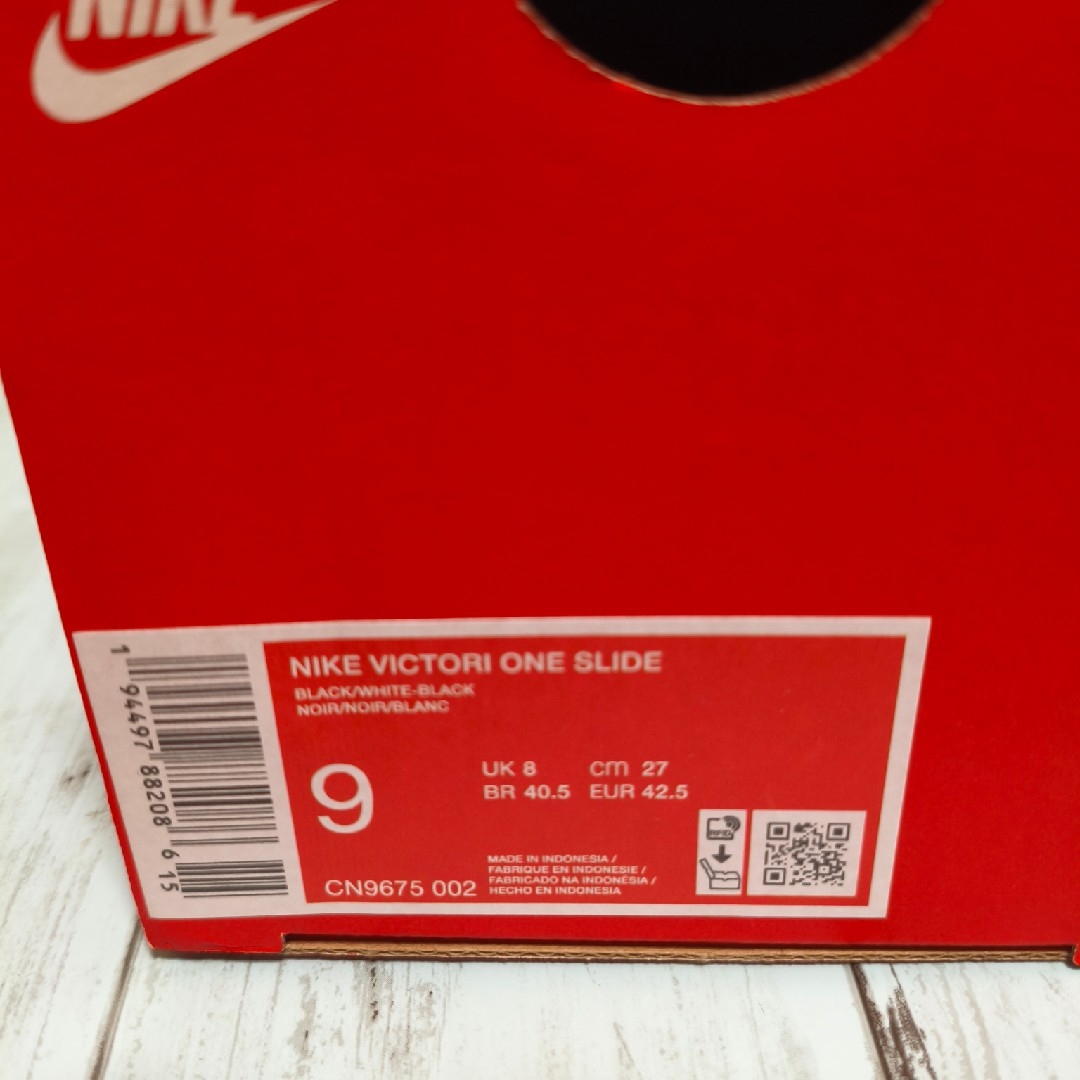 NIKE
NIKE VICTORI ONE SLIDE
BLACK/WHITE-BLACK
NOIR/NOIR/BLANC
9
UK 8 cm 27
BR 40.5 EUR 42.5
CN9675 002
MADE IN INDONESIA /
FABRIQUE EN INDONESIE /
FABRICADO NA INDONÉSIA /
HECHO EN INDONESIA
RFID
1 94497 88208 6 15